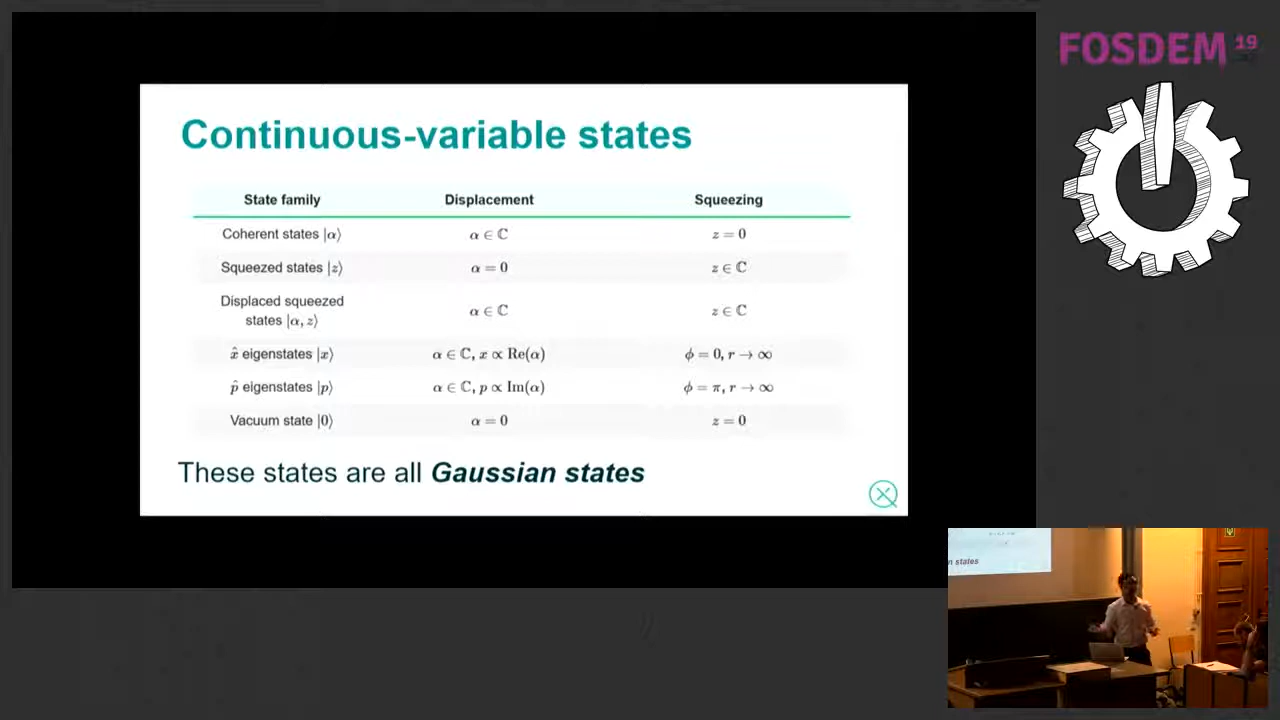 FOSDEM 19
Continuous-variable states
State family Displacement Squeezing
Coherent states |α⟩ α ∈ ℂ z = 0
Squeezed states |z⟩ α = 0 z ∈ ℂ
Displaced squeezed
states |α, z⟩ α ∈ ℂ z ∈ ℂ
x̂ eigenstates |x⟩ α ∈ ℂ, x ∝ Re(α) ϕ = 0, r → ∞
p̂ eigenstates |p⟩ α ∈ ℂ, p ∝ Im(α) ϕ = π, r → ∞
Vacuum state |0⟩ α = 0 z = 0
These states are all Gaussian states
n states